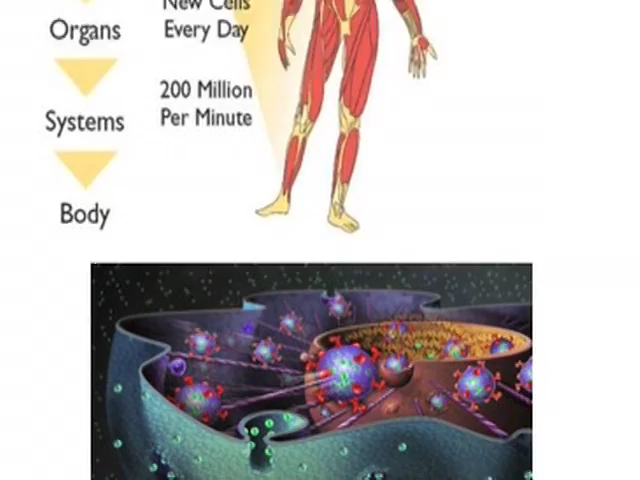 New Cells
Organs
Every Day
200 Million
Per Minute
Systems
Body